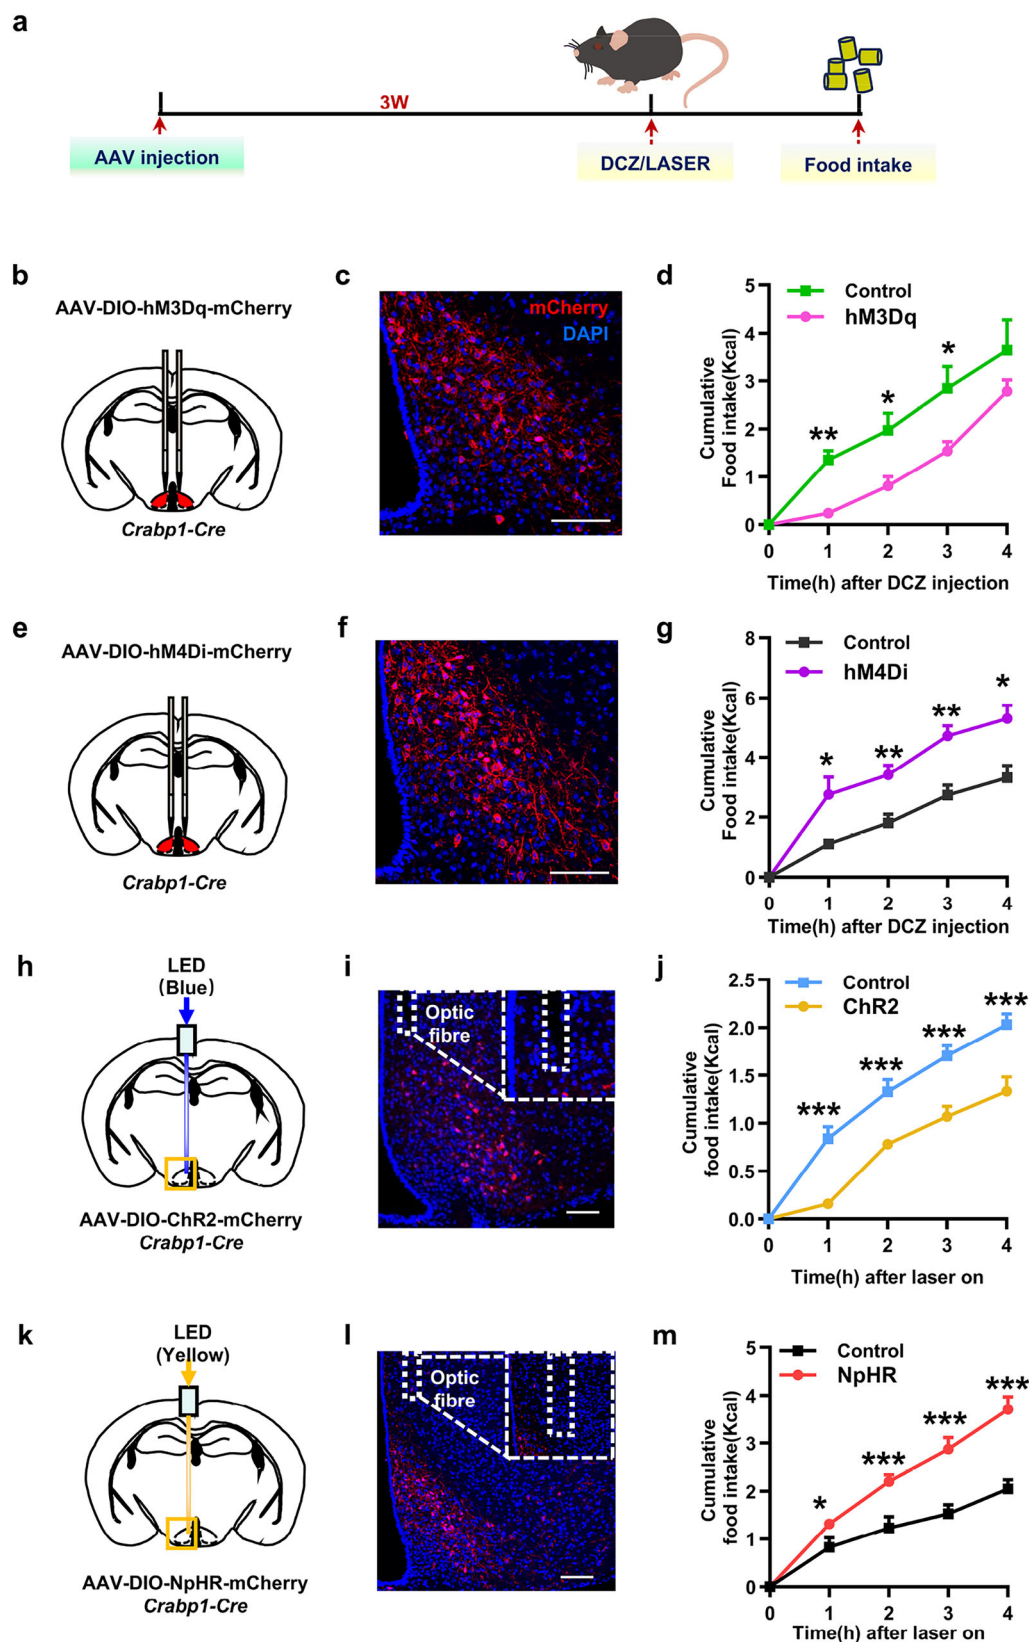 a
3W
AAV injection
DCZ/LASER
Food intake
b
AAV-DIO-hM3Dq-mCherry
Crabp1-Cre
c
mCherry
DAPI
d
Control
hM3Dq
Cumulative
Food intake(Kcal)
5
4
3
2
1
0
**
*
*
0 1 2 3 4
Time(h) after DCZ injection
e
AAV-DIO-hM4Di-mCherry
Crabp1-Cre
f
g
Control
hM4Di
Cumulative
Food intake(Kcal)
8
6
4
2
0
*
**
**
*
0 1 2 3 4
Time(h) after DCZ injection
h
LED
(Blue)
AAV-DIO-ChR2-mCherry
Crabp1-Cre
i
Optic
fibre
j
Control
ChR2
Cumulative
food intake(Kcal)
2.5
2.0
1.5
1.0
0.5
0.0
***
***
***
***
0 1 2 3 4
Time(h) after laser on
k
LED
(Yellow)
AAV-DIO-NpHR-mCherry
Crabp1-Cre
l
Optic
fibre
m
Control
NpHR
Cumulative
food intake(Kcal)
5
4
3
2
1
0
*
***
***
***
0 1 2 3 4
Time(h) after laser on